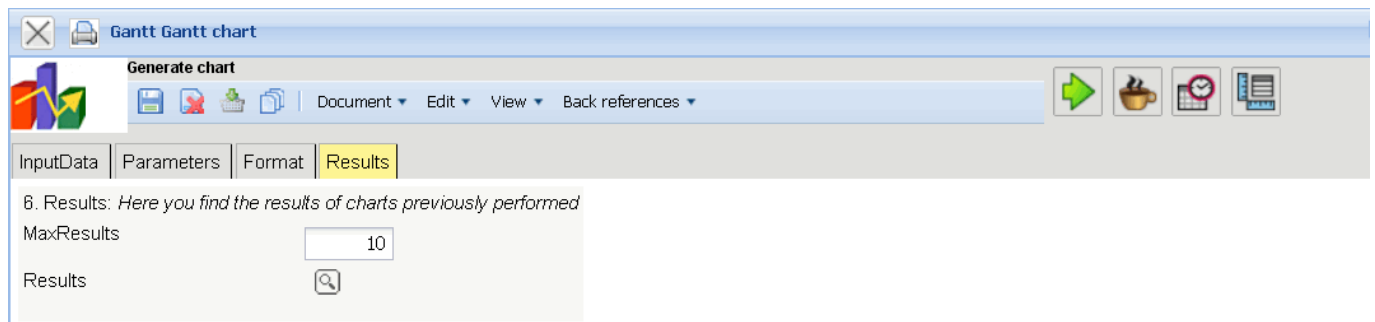 Gantt Gantt chart
Generate chart
Document Edit View Back references
InputData Parameters Format Results
6. Results: Here you find the results of charts previously performed
MaxResults 10
Results